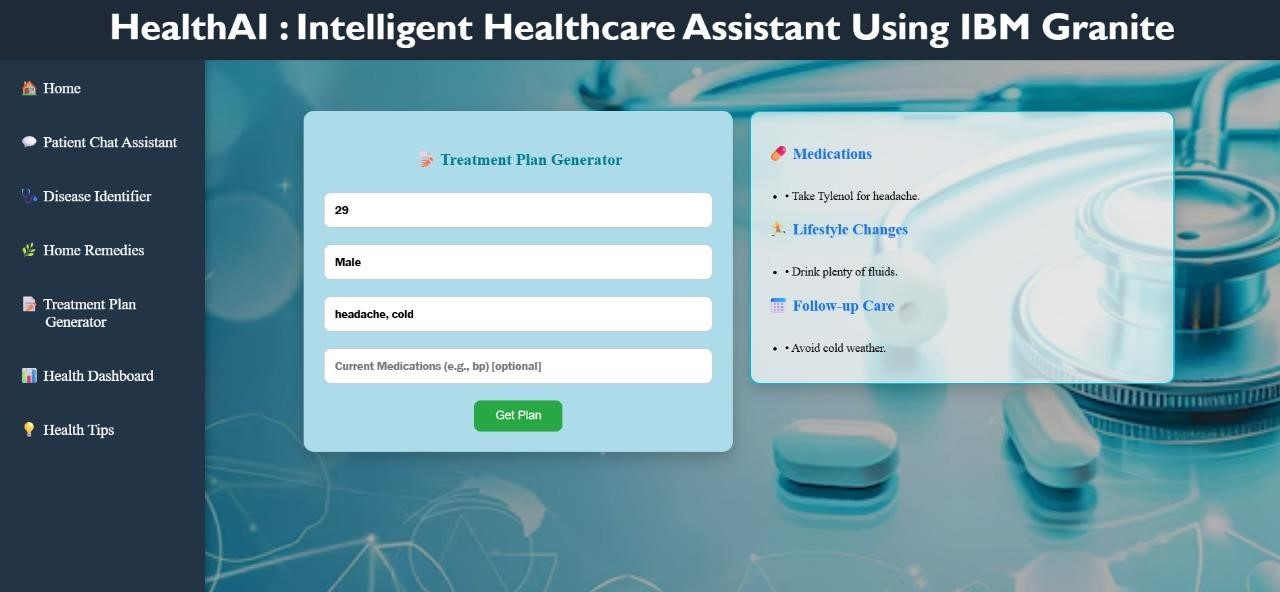 HealthAI : Intelligent Healthcare Assistant Using IBM Granite
Home
Patient Chat Assistant
Disease Identifier
Home Remedies
Treatment Plan
Generator
Health Dashboard
Health Tips
Treatment Plan Generator
29
Male
headache, cold
Current Medications (e.g., bp) [optional]
Get Plan
Medications
• • Take Tylenol for headache.
Lifestyle Changes
• • Drink plenty of fluids.
Follow-up Care
• • Avoid cold weather.